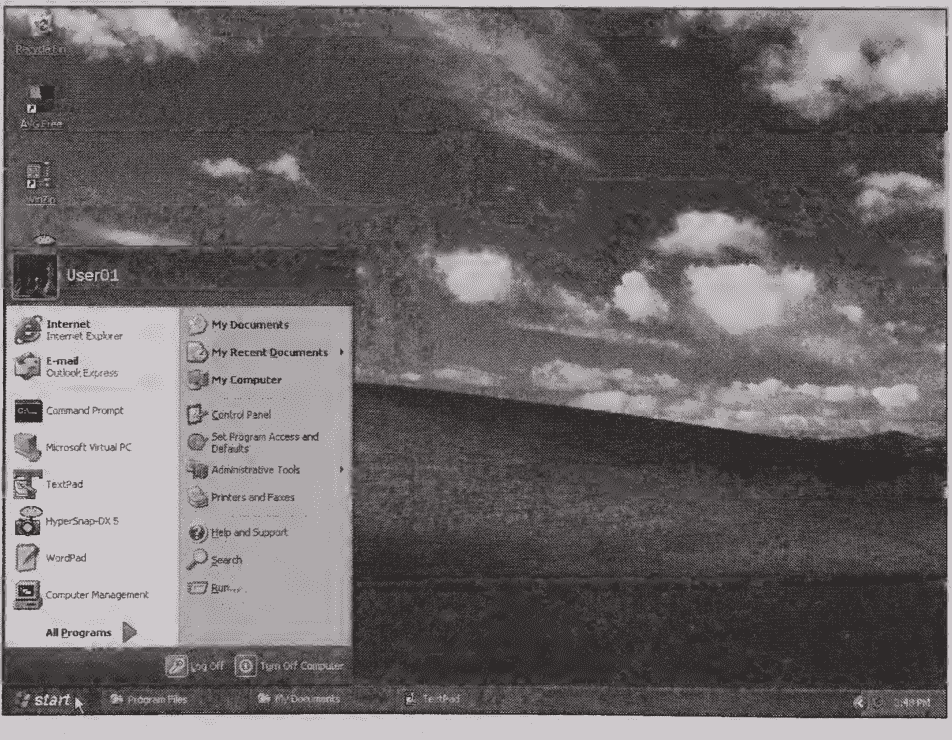 Recycle Bin
AVG Free
WinZip
User01
Internet
Internet Explorer
E-mail
Outlook Express
Command Prompt
Microsoft Virtual PC
TextPad
HyperSnap-DX 5
WordPad
Computer Management
All Programs
My Documents
My Recent Documents
My Computer
Control Panel
Set Program Access and
Defaults
Administrative Tools
Printers and Faxes
Help and Support
Search
Run...
Log Off
Turn Off Computer
start
Program Files
My Documents
TextPad